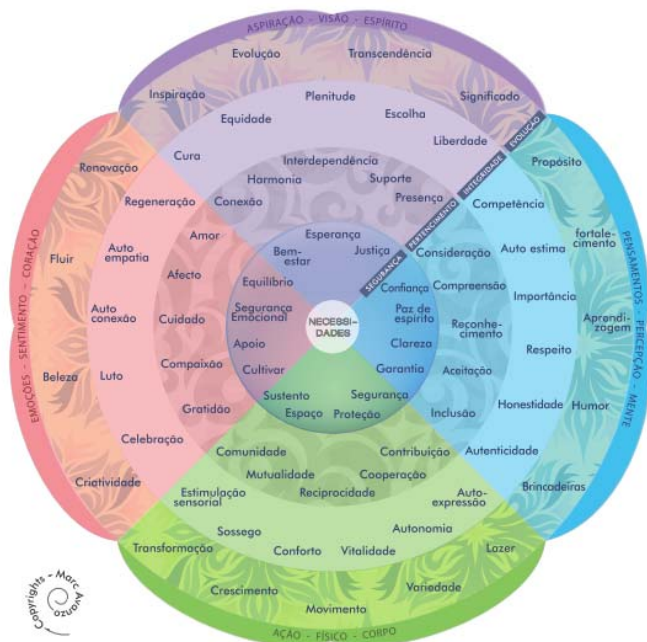 ASPIRAÇÃO - VISÃO - ESPÍRITO
Evolução
Transcendência
Inspiração
Significado
Plenitude
Equidade
Escolha
Liberdade
Cura
Interdependência
Harmonia
Suporte
Conexão
Presença
Esperança
Bem-
estar
Justiça
EVOLUÇÃO
INTEGRIDADE
PERTENCIMENTO
SEGURANÇA
PENSAMENTOS - PERCEPÇÃO - MENTE
Propósito
fortale-
cimento
Aprendi-
zagem
Humor
Brincadeiras
Competência
Auto estima
Importância
Respeito
Honestidade
Autenticidade
Consideração
Compreensão
Reconhe-
cimento
Aceitação
Inclusão
Confiança
Paz de
espírito
Clareza
Garantia
NECESSI-
DADES
EMOÇÕES - SENTIMENTO - CORAÇÃO
Renovação
Fluir
Beleza
Criatividade
Regeneração
Auto
empatia
Auto
conexão
Luto
Celebração
Amor
Afecto
Cuidado
Compaixão
Gratidão
Equilíbrio
Segurança
Emocional
Apoio
Cultivar
Sustento
Segurança
Espaço
Proteção
Comunidade
Contribuição
Mutualidade
Cooperação
Reciprocidade
Estimulação
sensorial
Auto-
expressão
Sossego
Autonomia
Conforto
Vitalidade
Transformação
Lazer
Crescimento
Variedade
Movimento
AÇÃO - FÍSICO - CORPO
Copyrights - Marc Avanzo